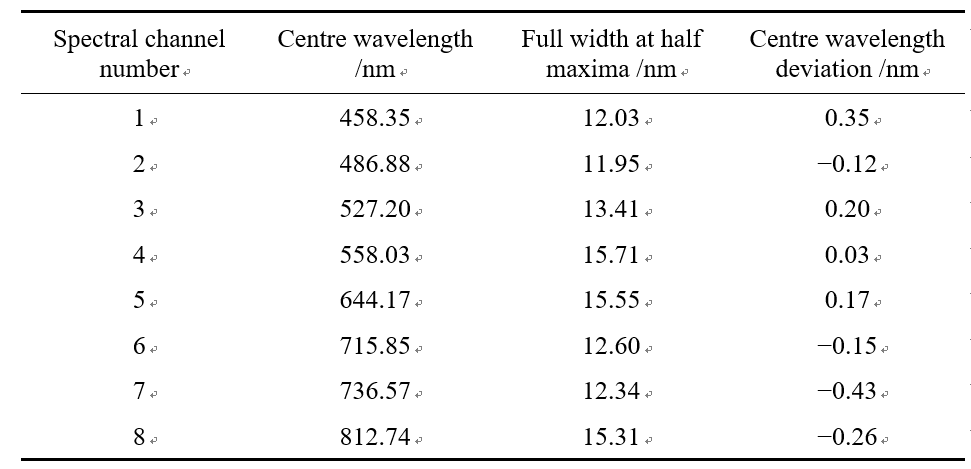 Spectral channel number Centre wavelength /nm Full width at half maxima /nm Centre wavelength deviation /nm
1 458.35 12.03 0.35
2 486.88 11.95 −0.12
3 527.20 13.41 0.20
4 558.03 15.71 0.03
5 644.17 15.55 0.17
6 715.85 12.60 −0.15
7 736.57 12.34 −0.43
8 812.74 15.31 −0.26